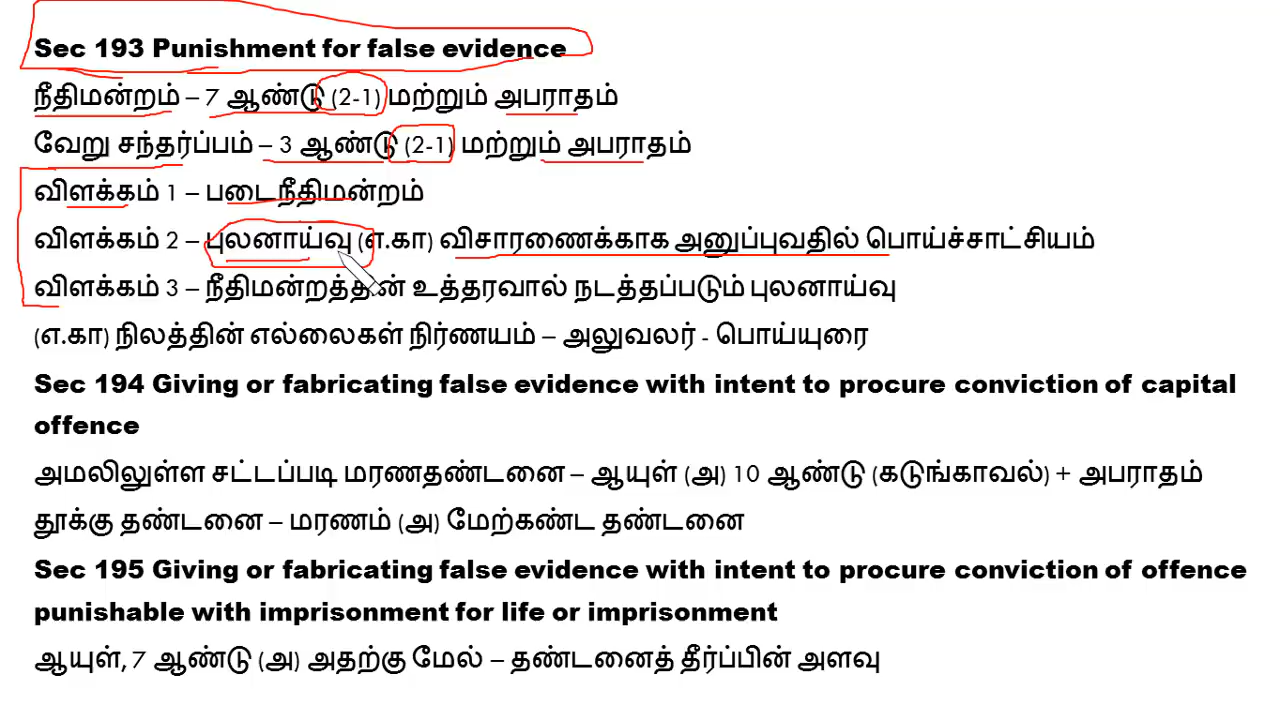 Sec 193 Punishment for false evidence
நீதிமன்றம் – 7 ஆண்டு (2-1) மற்றும் அபராதம்
வேறு சந்தர்ப்பம் – 3 ஆண்டு (2-1) மற்றும் அபராதம்
விளக்கம் 1 – படைநீதிமன்றம்
விளக்கம் 2 – புலனாய்வு (எ.கா) விசாரணைக்காக அனுப்புவதில் பொய்ச்சாட்சியம்
விளக்கம் 3 – நீதிமன்றத்தின் உத்தரவால் நடத்தப்படும் புலனாய்வு
(எ.கா) நிலத்தின் எல்லைகள் நிர்ணயம் – அலுவலர் - பொய்யுரை
Sec 194 Giving or fabricating false evidence with intent to procure conviction of capital
offence
அமலிலுள்ள சட்டப்படி மரணதண்டனை – ஆயுள் (அ) 10 ஆண்டு (கடுங்காவல்) + அபராதம்
தூக்கு தண்டனை – மரணம் (அ) மேற்கண்ட தண்டனை
Sec 195 Giving or fabricating false evidence with intent to procure conviction of offence
punishable with imprisonment for life or imprisonment
ஆயுள், 7 ஆண்டு (அ) அதற்கு மேல் – தண்டனைத் தீர்ப்பின் அளவு